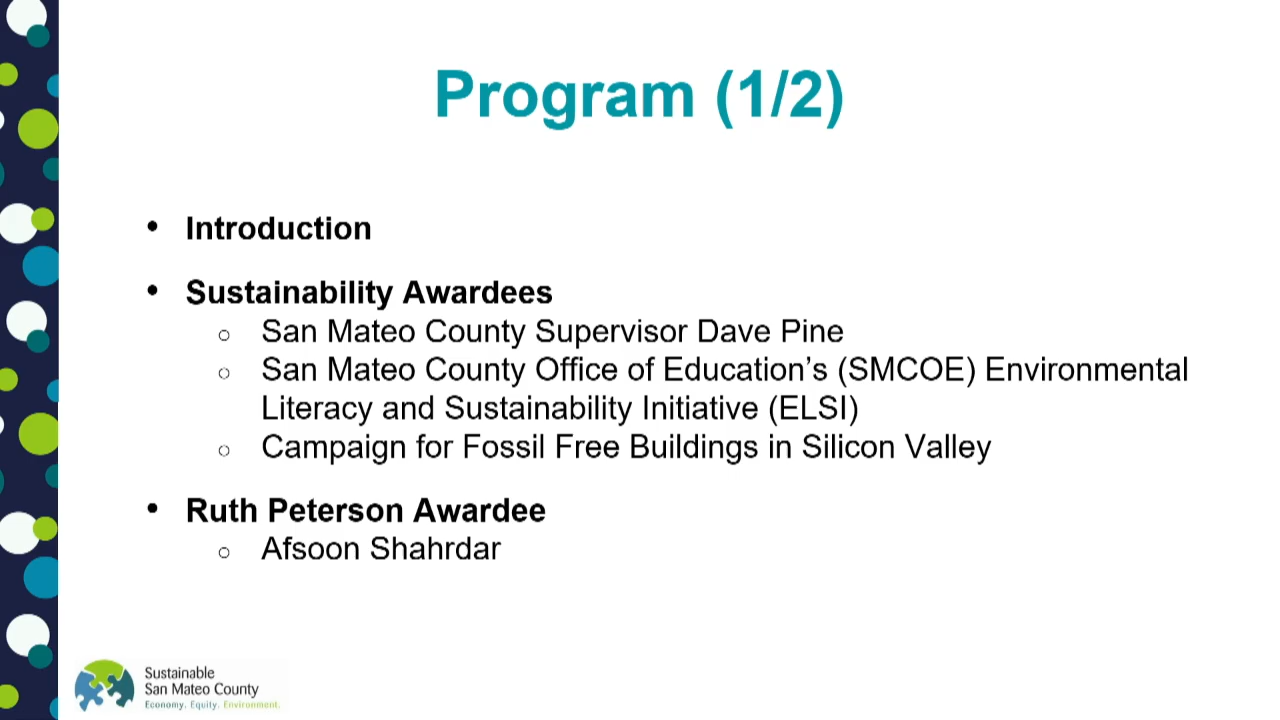 Program (1/2)
• Introduction
• Sustainability Awardees
○ San Mateo County Supervisor Dave Pine
○ San Mateo County Office of Education’s (SMCOE) Environmental
Literacy and Sustainability Initiative (ELSI)
○ Campaign for Fossil Free Buildings in Silicon Valley
• Ruth Peterson Awardee
○ Afsoon Shahrdar
Sustainable
San Mateo County
Economy. Equity. Environment.